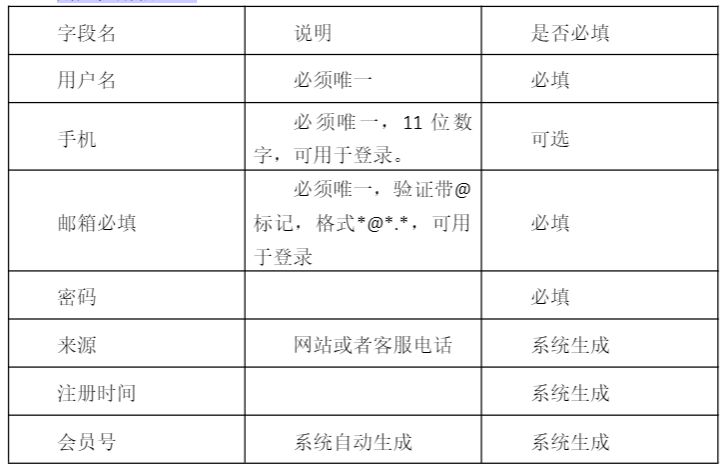 字段名 说明 是否必填
用户名 必须唯一 必填
手机 必须唯一，11 位数
字，可用于登录。 可选
邮箱必填 必须唯一，验证带@
标记，格式*@*.*，可用
于登录 必填
密码 必填
来源 网站或者客服电话 系统生成
注册时间 系统生成
会员号 系统自动生成 系统生成